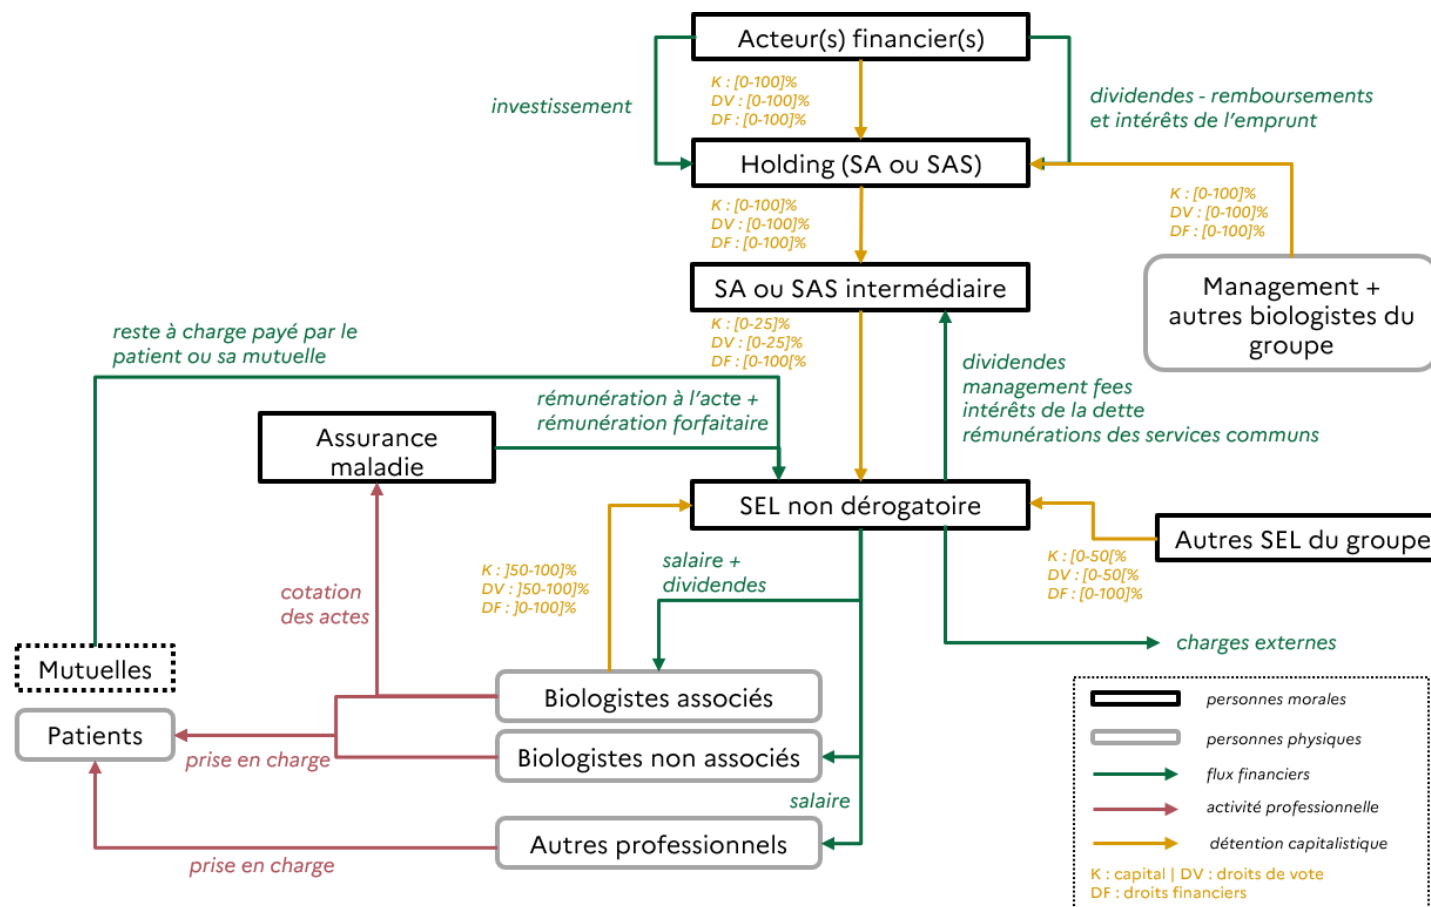 Acteur(s) financier(s)
investissement
K : [0-100]%
DV : [0-100]%
DF : [0-100]%
dividendes - remboursements
et intérêts de l'emprunt
Holding (SA ou SAS)
K : [0-100]%
DV : [0-100]%
DF : [0-100]%
K : [0-100]%
DV : [0-100]%
DF : [0-100]%
SA ou SAS intermédiaire
Management +
autres biologistes du
groupe
reste à charge payé par le
patient ou sa mutuelle
K : [0-25]%
DV : [0-25]%
DF : [0-100[%
dividendes
management fees
intérêts de la dette
rémunérations des services communs
rémunération à l'acte +
rémunération forfaitaire
Assurance
maladie
SEL non dérogatoire
Autres SEL du groupe
K : ]50-100]%
DV : ]50-100]%
DF : ]0-100]%
salaire +
dividendes
K : [0-50[%
DV : [0-50[%
DF : [0-100]%
cotation
des actes
charges externes
Mutuelles
Biologistes associés
Patients
prise en charge
Biologistes non associés
salaire
Autres professionnels
prise en charge
personnes morales
personnes physiques
flux financiers
activité professionnelle
détention capitalistique
K : capital | DV : droits de vote
DF : droits financiers